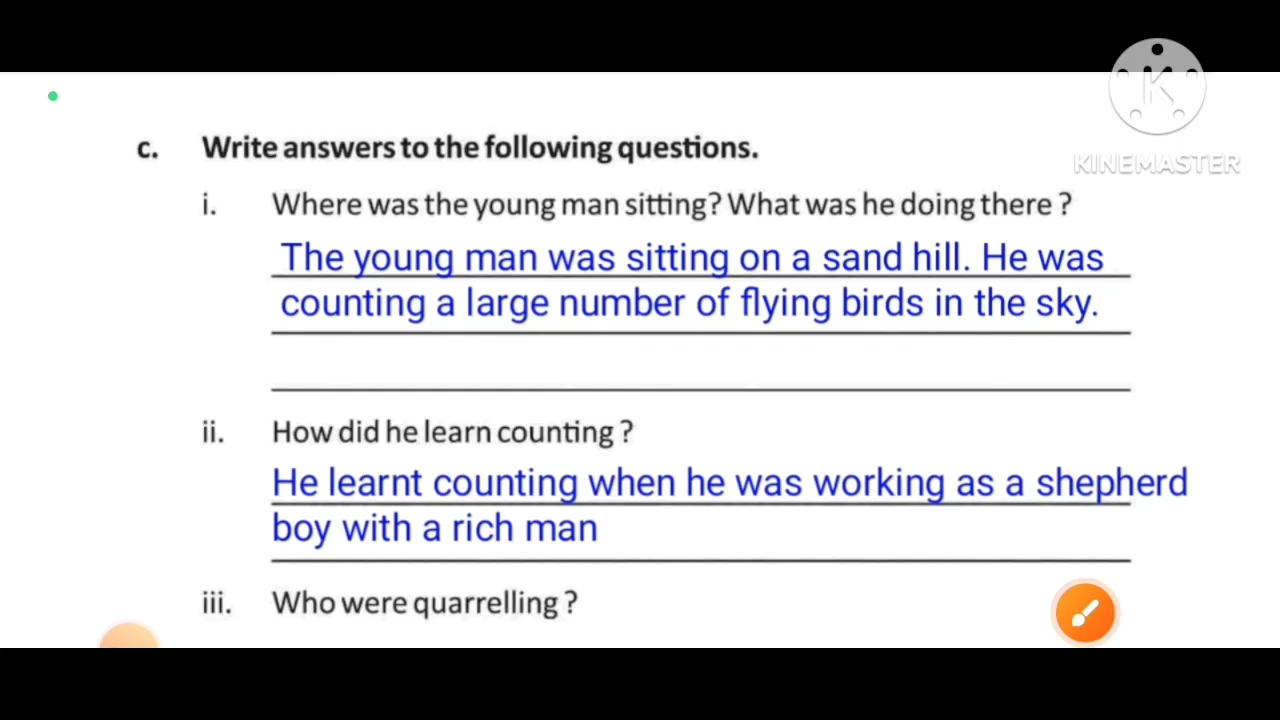 K
KINEMASTER
c. Write answers to the following questions.
i. Where was the young man sitting? What was he doing there ?
The young man was sitting on a sand hill. He was
counting a large number of flying birds in the sky.
ii. How did he learn counting ?
He learnt counting when he was working as a shepherd
boy with a rich man
iii. Who were quarrelling ?